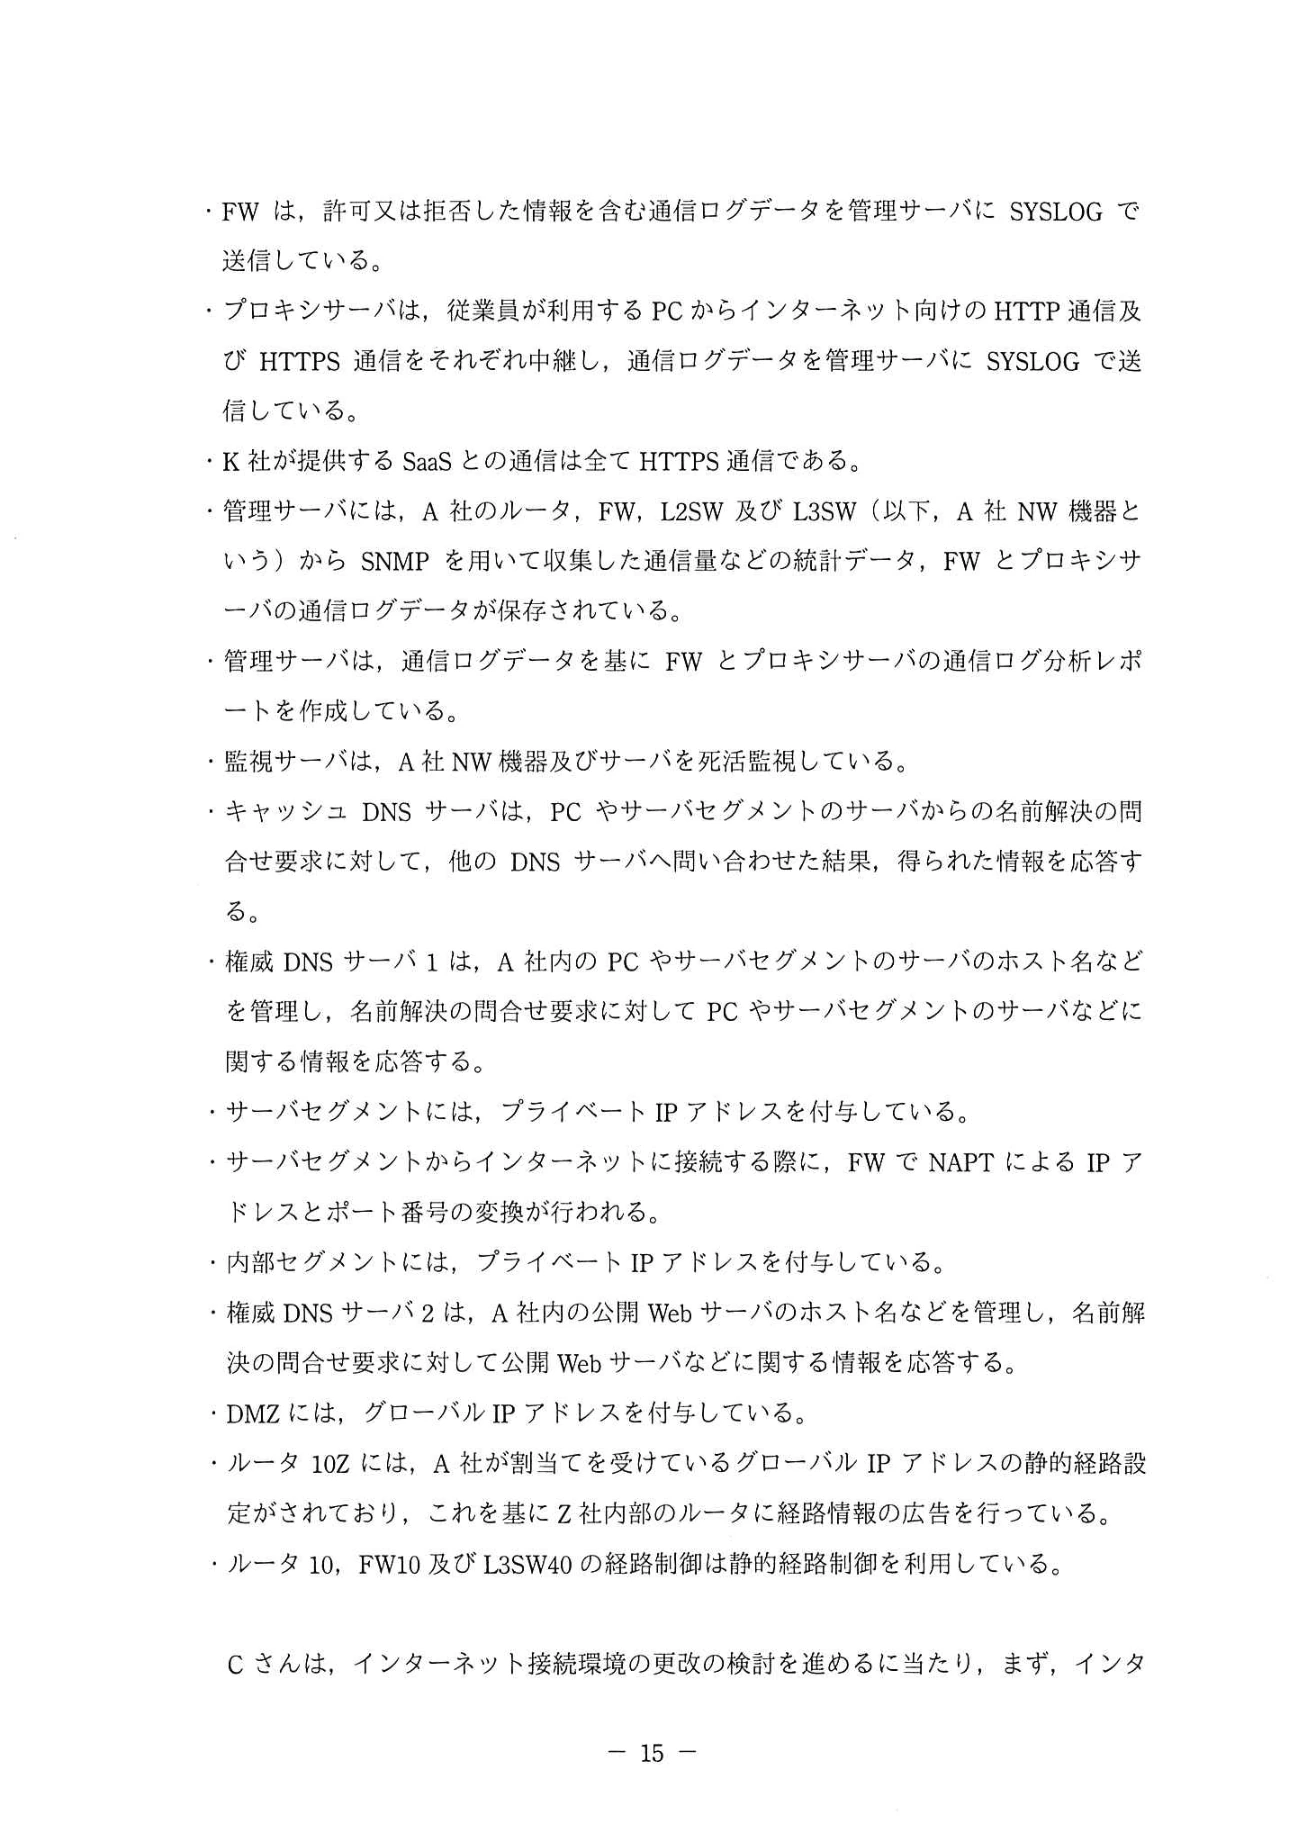 ・FW は，許可又は拒否した情報を含む通信ログデータを管理サーバに SYSLOG で
送信している。
・プロキシサーバは，従業員が利用する PC からインターネット向けの HTTP 通信及
び HTTPS 通信をそれぞれ中継し，通信ログデータを管理サーバに SYSLOG で送
信している。
・K 社が提供する SaaS との通信は全て HTTPS 通信である。
・管理サーバには，A 社のルータ，FW，L2SW 及び L3SW（以下，A 社 NW 機器と
いう）から SNMP を用いて収集した通信量などの統計データ，FW とプロキシサ
ーバの通信ログデータが保存されている。
・管理サーバは，通信ログデータを基に FW とプロキシサーバの通信ログ分析レポ
ートを作成している。
・監視サーバは，A 社 NW 機器及びサーバを死活監視している。
・キャッシュ DNS サーバは，PC やサーバセグメントのサーバからの名前解決の問
合せ要求に対して，他の DNS サーバへ問い合わせた結果，得られた情報を応答す
る。
・権威 DNS サーバ 1 は，A 社内の PC やサーバセグメントのサーバのホスト名など
を管理し，名前解決の問合せ要求に対して PC やサーバセグメントのサーバなどに
関する情報を応答する。
・サーバセグメントには，プライベート IP アドレスを付与している。
・サーバセグメントからインターネットに接続する際に，FW で NAPT による IP ア
ドレスとポート番号の変換が行われる。
・内部セグメントには，プライベート IP アドレスを付与している。
・権威 DNS サーバ 2 は，A 社内の公開 Web サーバのホスト名などを管理し，名前解
決の問合せ要求に対して公開 Web サーバなどに関する情報を応答する。
・DMZ には，グローバル IP アドレスを付与している。
・ルータ 10Z には，A 社が割当てを受けているグローバル IP アドレスの静的経路設
定がされており，これを基に Z 社内部のルータに経路情報の広告を行っている。
・ルータ 10，FW10 及び L3SW40 の経路制御は静的経路制御を利用している。
C さんは，インターネット接続環境の更改の検討を進めるに当たり，まず，インタ
－ 15 －